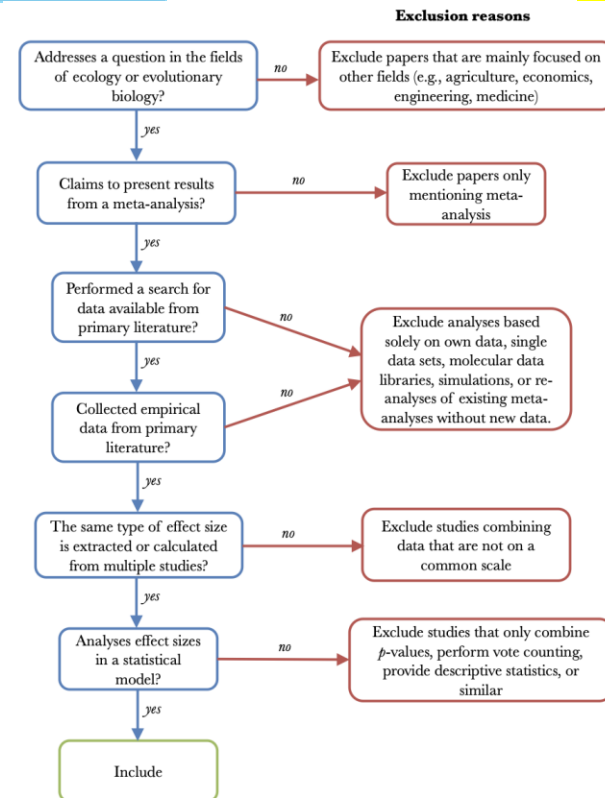 Exclusion reasons
Addresses a question in the fields
of ecology or evolutionary
biology?
no
Exclude papers that are mainly focused on
other fields (e.g., agriculture, economics,
engineering, medicine)
yes
Claims to present results
from a meta-analysis?
no
Exclude papers only
mentioning meta-
analysis
yes
Performed a search for
data available from
primary literature?
no
Exclude analyses based
solely on own data, single
data sets, molecular data
libraries, simulations, or re-
analyses of existing meta-
analyses without new data.
yes
Collected empirical
data from primary
literature?
no
yes
The same type of effect size
is extracted or calculated
from multiple studies?
no
Exclude studies combining
data that are not on a
common scale
yes
Analyses effect sizes
in a statistical
model?
no
Exclude studies that only combine
p-values, perform vote counting,
provide descriptive statistics, or
similar
yes
Include